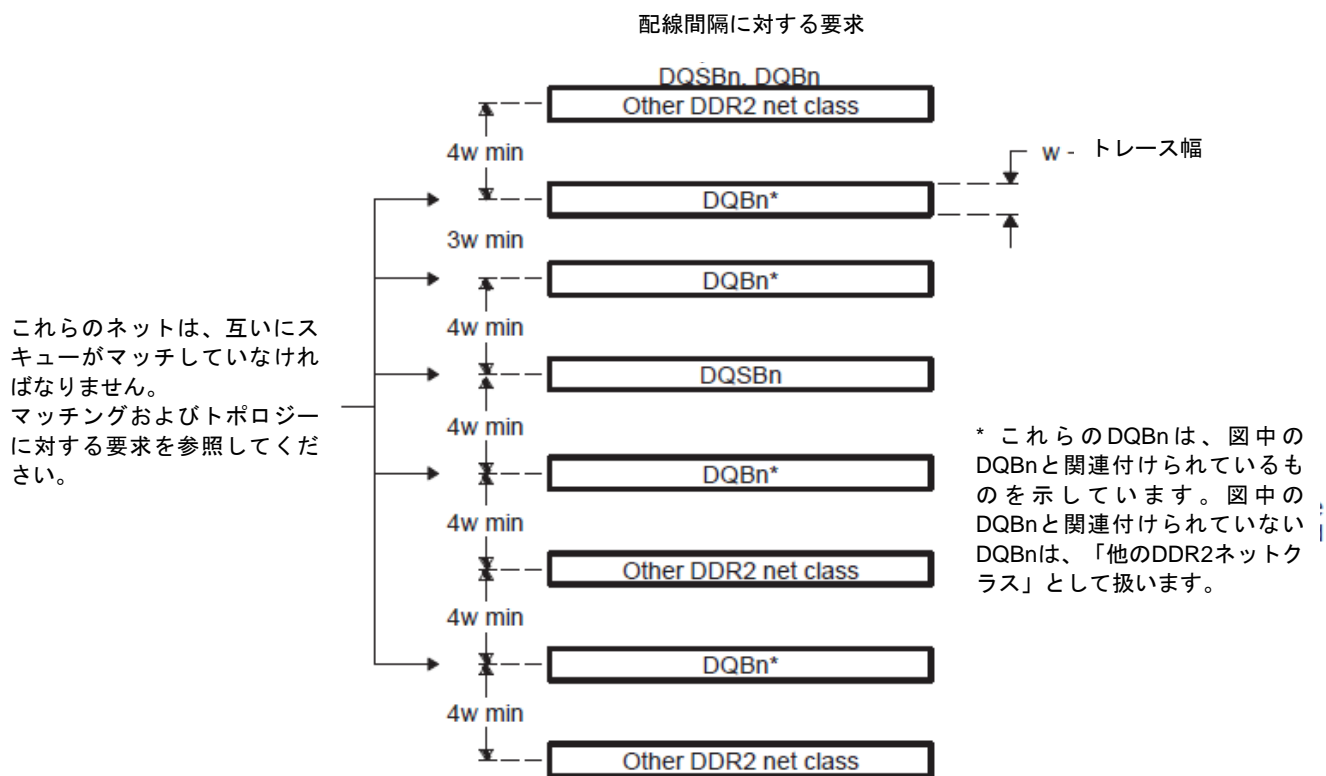 配線間隔に対する要求
DQSBn, DQBn
Other DDR2 net class
4w min
w - トレース幅
DQBn*
3w min
DQBn*
4w min
これらのネットは、互いにス
キューがマッチしていなけれ
ばなりません。
マッチングおよびトポロジー
に対する要求を参照してくだ
さい。
DQSBn
4w min
DQBn*
* これらのDQBnは、図中の
DQBnと関連付けられているも
のを示しています。図中の
DQBnと関連付けられていない
DQBnは、「他のDDR2ネットク
ラス」として扱います。
4w min
Other DDR2 net class
4w min
DQBn*
4w min
Other DDR2 net class